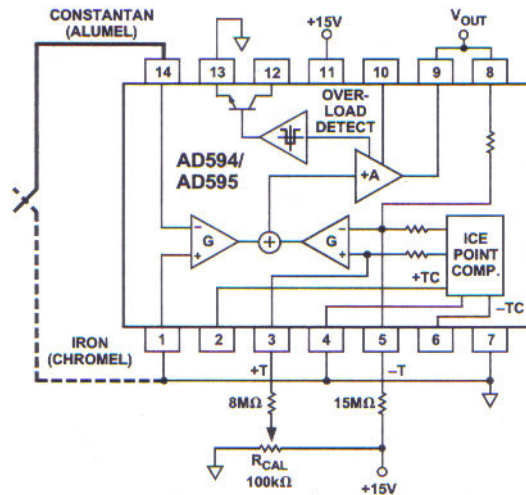 CONSTANTAN
(ALUMEL)
+15V
VOUT
14
13
12
11
10
9
8
OVER-
LOAD
DETECT
AD594/
AD595
+A
–
G
+
+
–
G
+
ICE
POINT
COMP.
+TC
–TC
IRON
(CHROMEL)
1
2
3
4
5
6
7
+T
–T
8MΩ
15MΩ
RCAL
100kΩ
+15V